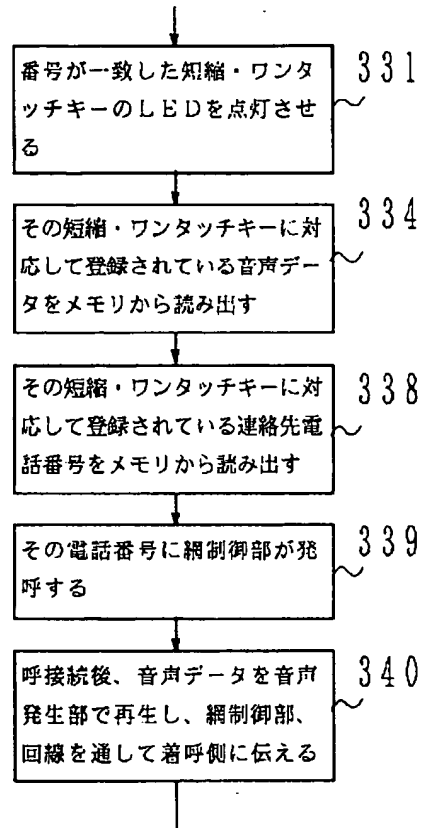 番号が一致した短縮・ワンタ
ッチキーのLEDを点灯させ
る
331
その短縮・ワンタッチキーに対
応して登録されている音声デー
タをメモリから読み出す
334
その短縮・ワンタッチキーに対
応して登録されている連絡先電
話番号をメモリから読み出す
338
その電話番号に網制御部が発
呼する
339
呼接続後、音声データを音声
発生部で再生し、網制御部、
回線を通して着呼側に伝える
340